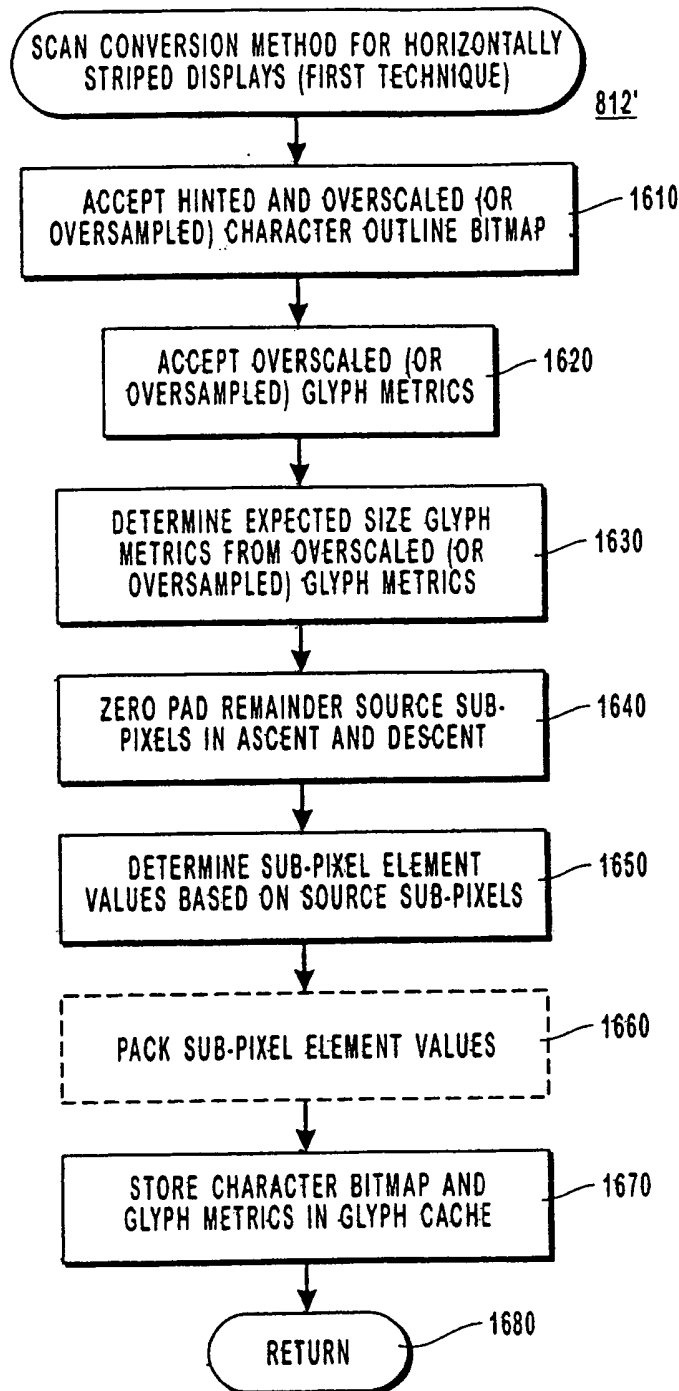 SCAN CONVERSION METHOD FOR HORIZONTALLY
STRIPED DISPLAYS (FIRST TECHNIQUE)
812'
ACCEPT HINTED AND OVERSCALED (OR
OVERSAMPLED) CHARACTER OUTLINE BITMAP
1610
ACCEPT OVERSCALED (OR
OVERSAMPLED) GLYPH METRICS
1620
DETERMINE EXPECTED SIZE GLYPH
METRICS FROM OVERSCALED (OR
OVERSAMPLED) GLYPH METRICS
1630
ZERO PAD REMAINDER SOURCE SUB-
PIXELS IN ASCENT AND DESCENT
1640
DETERMINE SUB-PIXEL ELEMENT
VALUES BASED ON SOURCE SUB-PIXELS
1650
PACK SUB-PIXEL ELEMENT VALUES
1660
STORE CHARACTER BITMAP AND
GLYPH METRICS IN GLYPH CACHE
1670
RETURN
1680